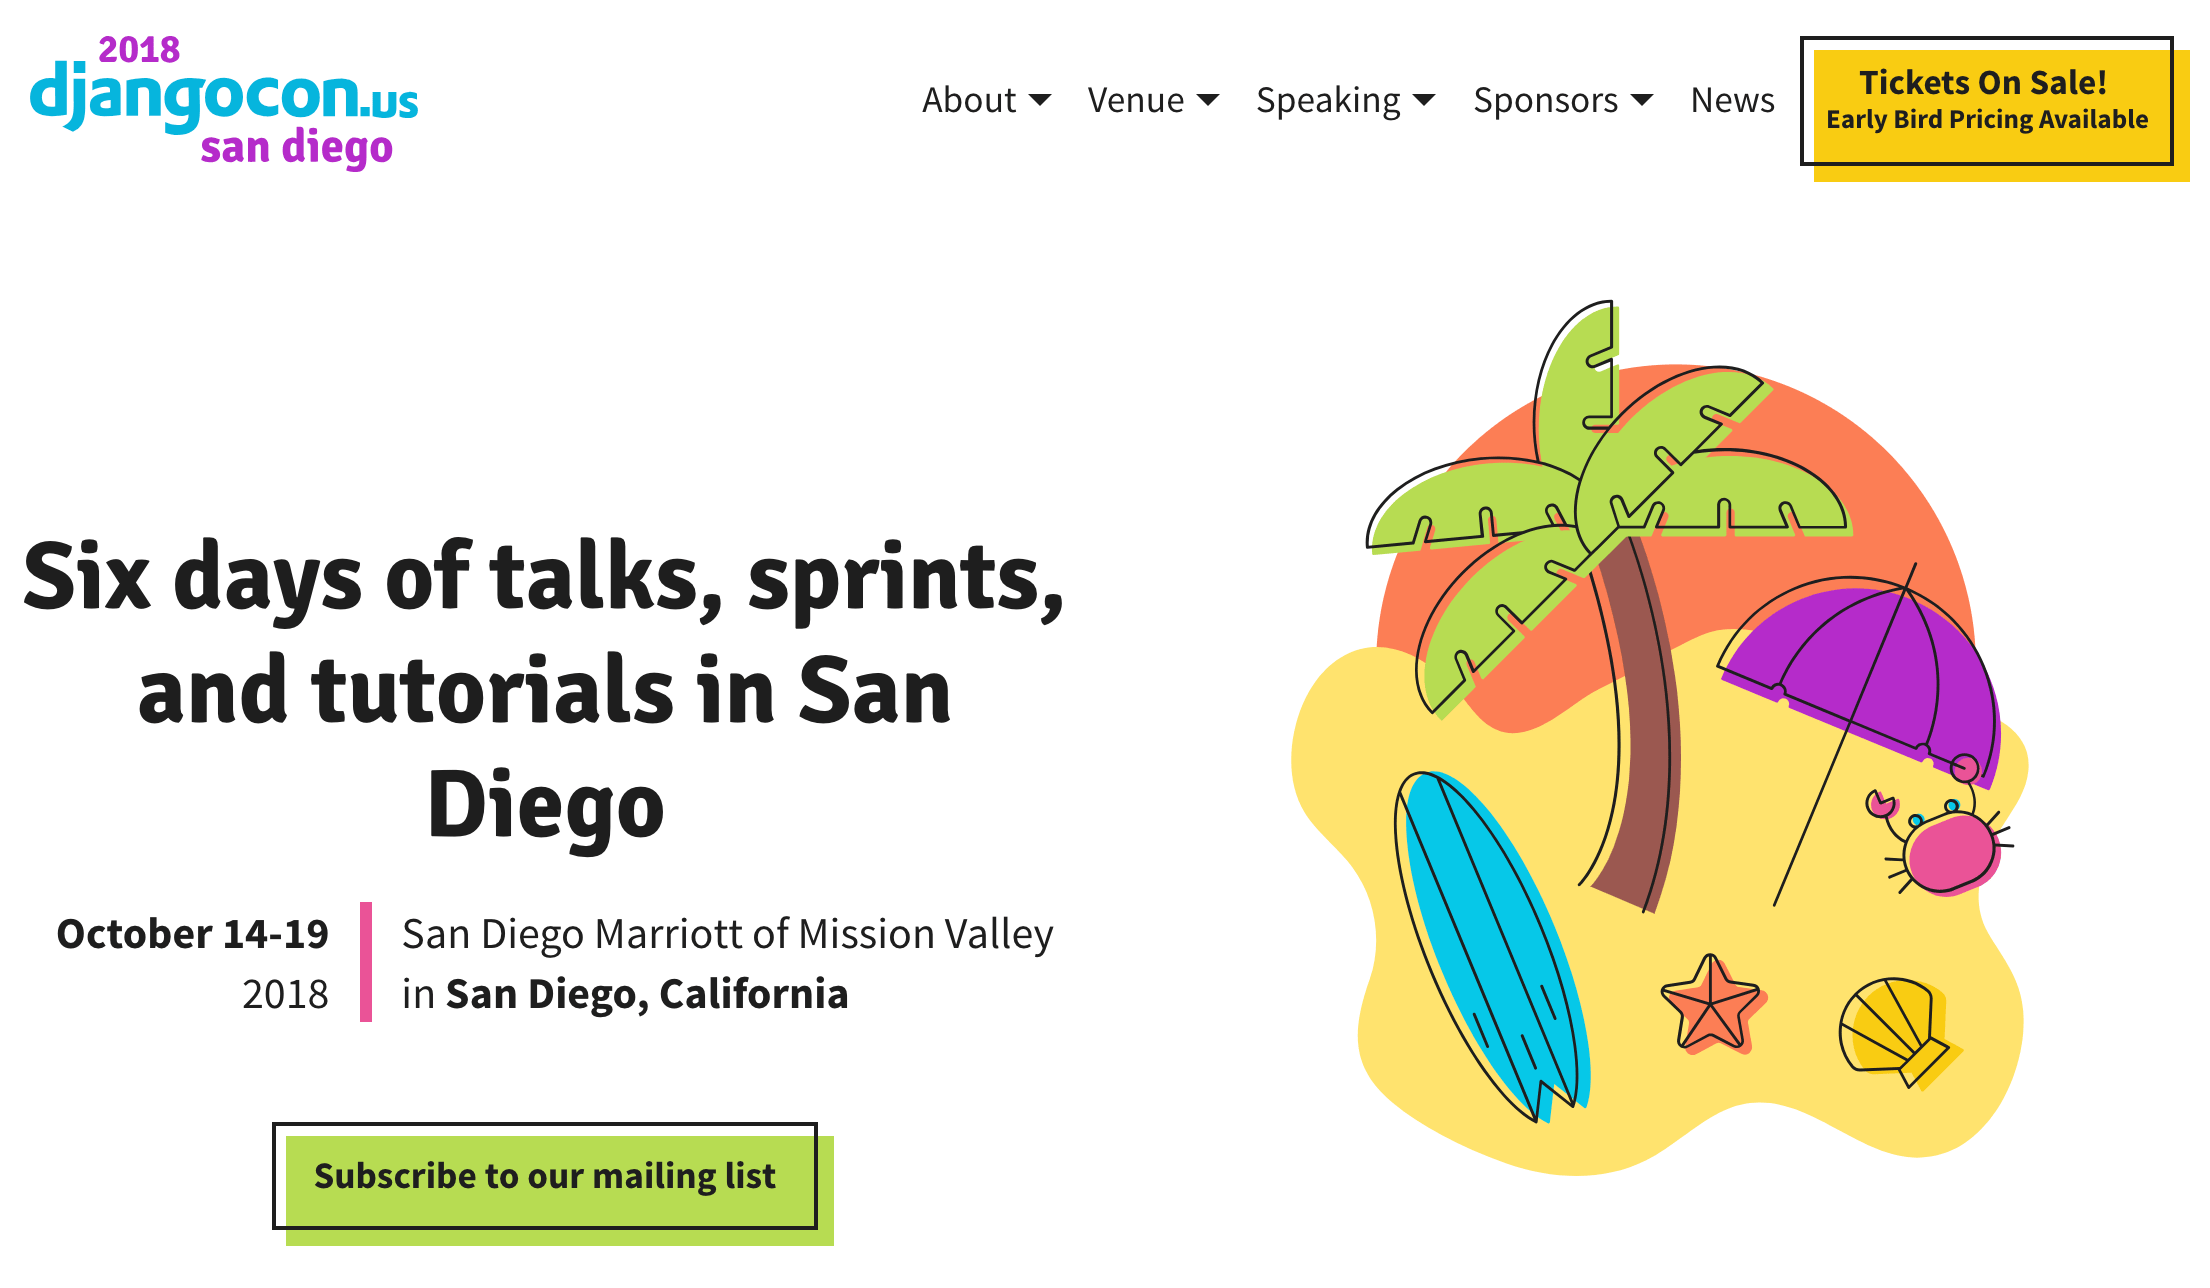 2018
djangocon.us
san diego
About
Venue
Speaking
Sponsors
News
Tickets On Sale!
Early Bird Pricing Available
Six days of talks, sprints,
and tutorials in San
Diego
October 14-19
2018
San Diego Marriott of Mission Valley
in San Diego, California
Subscribe to our mailing list